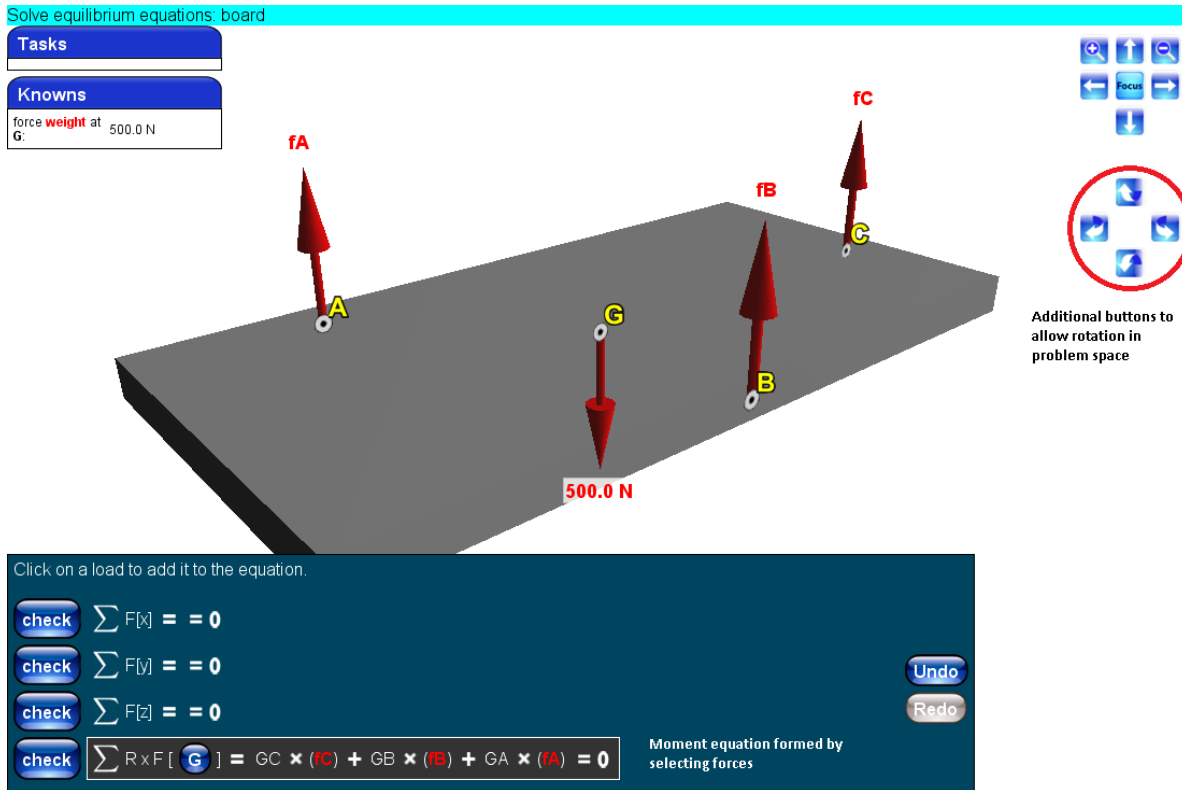 Solve equilibrium equations: board
Tasks
Knowns
force weight at
G:
500.0 N
fA
fC
fB
A
C
G
B
500.0 N
Focus
Additional buttons to
allow rotation in
problem space
Click on a load to add it to the equation.
check ∑ F[x] = = 0
check ∑ F[y] = = 0
check ∑ F[z] = = 0
check ∑ R x F [ G ] = GC × (fC) + GB × (fB) + GA × (fA) = 0
Moment equation formed by
selecting forces
Undo
Redo